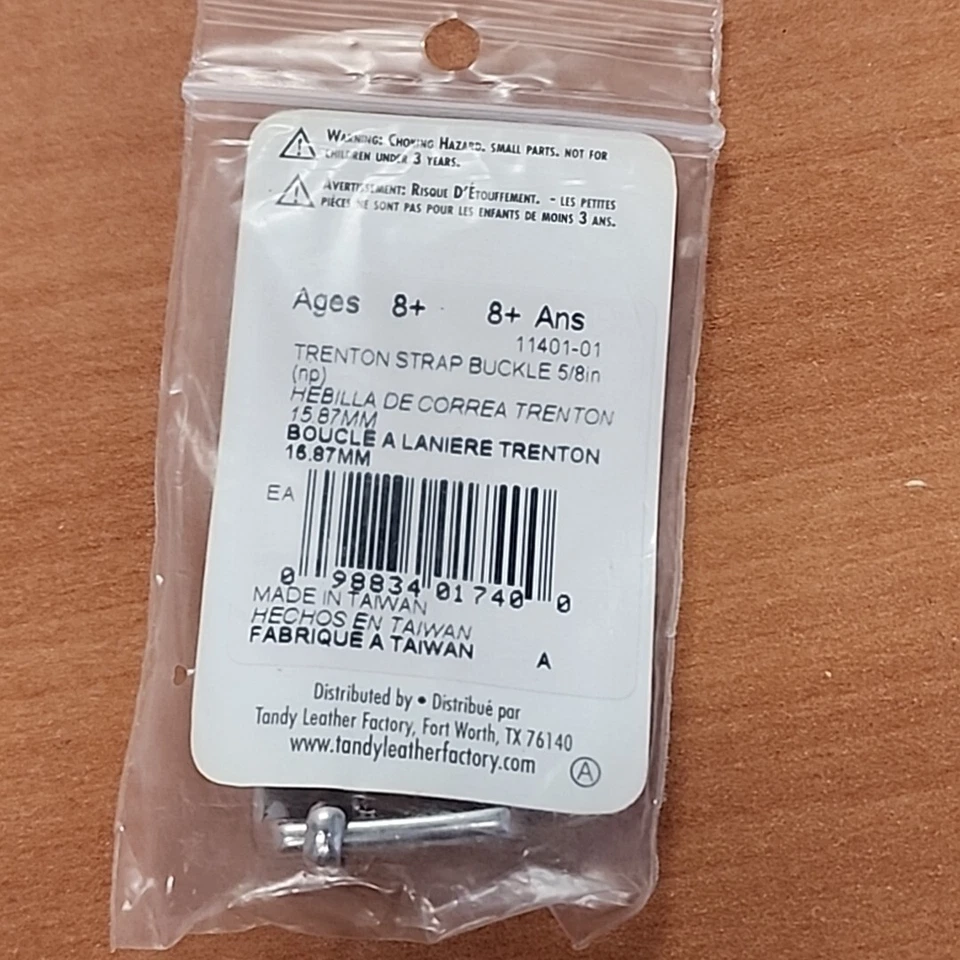 WARNING: CHOKING HAZARD. SMALL PARTS. NOT FOR
CHILDREN UNDER 3 YEARS.
AVERTISSEMENT: RISQUE D'ÉTOUFFEMENT. - LES PETITES
PIÈCES NE SONT PAS POUR LES ENFANTS DE MOINS 3 ANS.
Ages 8+ 8+ Ans
11401-01
TRENTON STRAP BUCKLE 5/8in
(np)
HEBILLA DE CORREA TRENTON
15.87MM
BOUCLE A LANIERE TRENTON
15.87MM
EA
0 98834 01740 0
MADE IN TAIWAN
HECHOS EN TAIWAN
FABRIQUE A TAIWAN
A
Distributed by • Distribué par
Tandy Leather Factory, Fort Worth, TX 76140
www.tandyleatherfactory.com
A